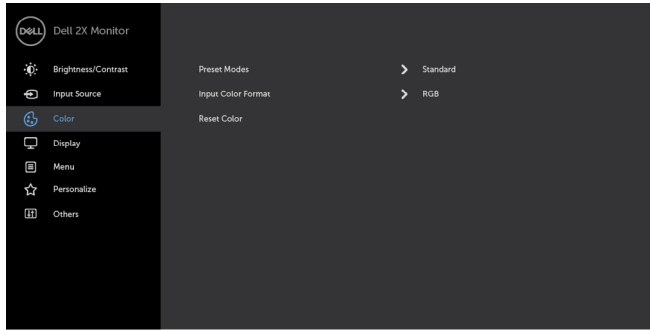 DELL Dell 2X Monitor
Brightness/Contrast Preset Modes Standard
Input Source Input Color Format RGB
Color Reset Color
Display
Menu
Personalize
Others